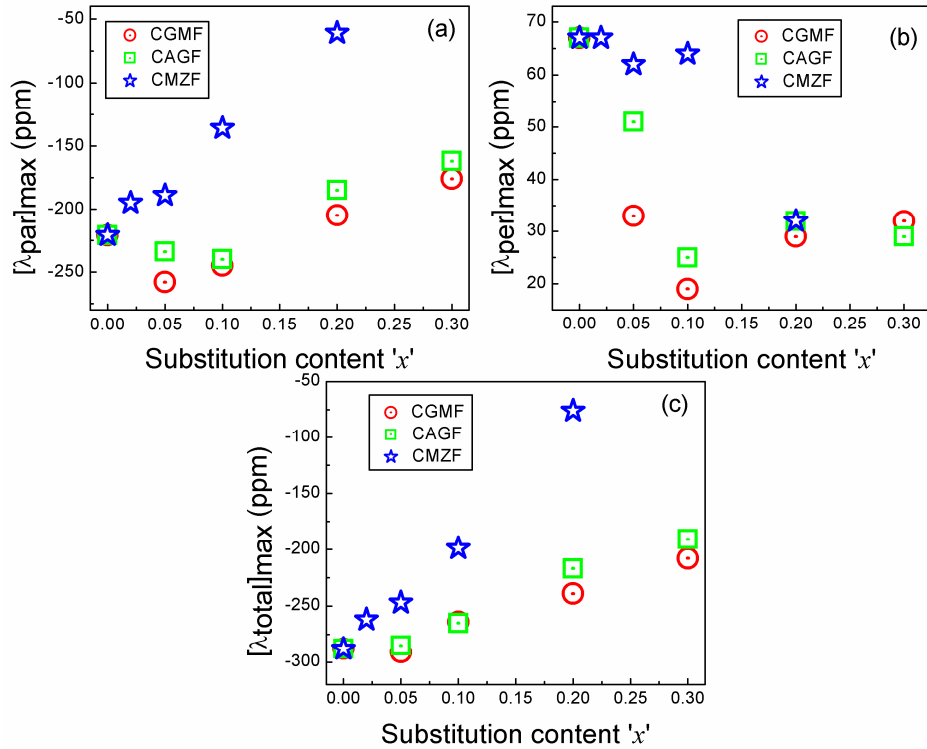 (a)
CGMF
CAGF
CMZF
[λpar]max (ppm)
-50
-100
-150
-200
-250
0.00 0.05 0.10 0.15 0.20 0.25 0.30
Substitution content 'x'
(b)
CGMF
CAGF
CMZF
[λper]max (ppm)
70
60
50
40
30
20
0.00 0.05 0.10 0.15 0.20 0.25 0.30
Substitution content 'x'
(c)
CGMF
CAGF
CMZF
[λtotal]max (ppm)
-50
-100
-150
-200
-250
-300
0.00 0.05 0.10 0.15 0.20 0.25 0.30
Substitution content 'x'